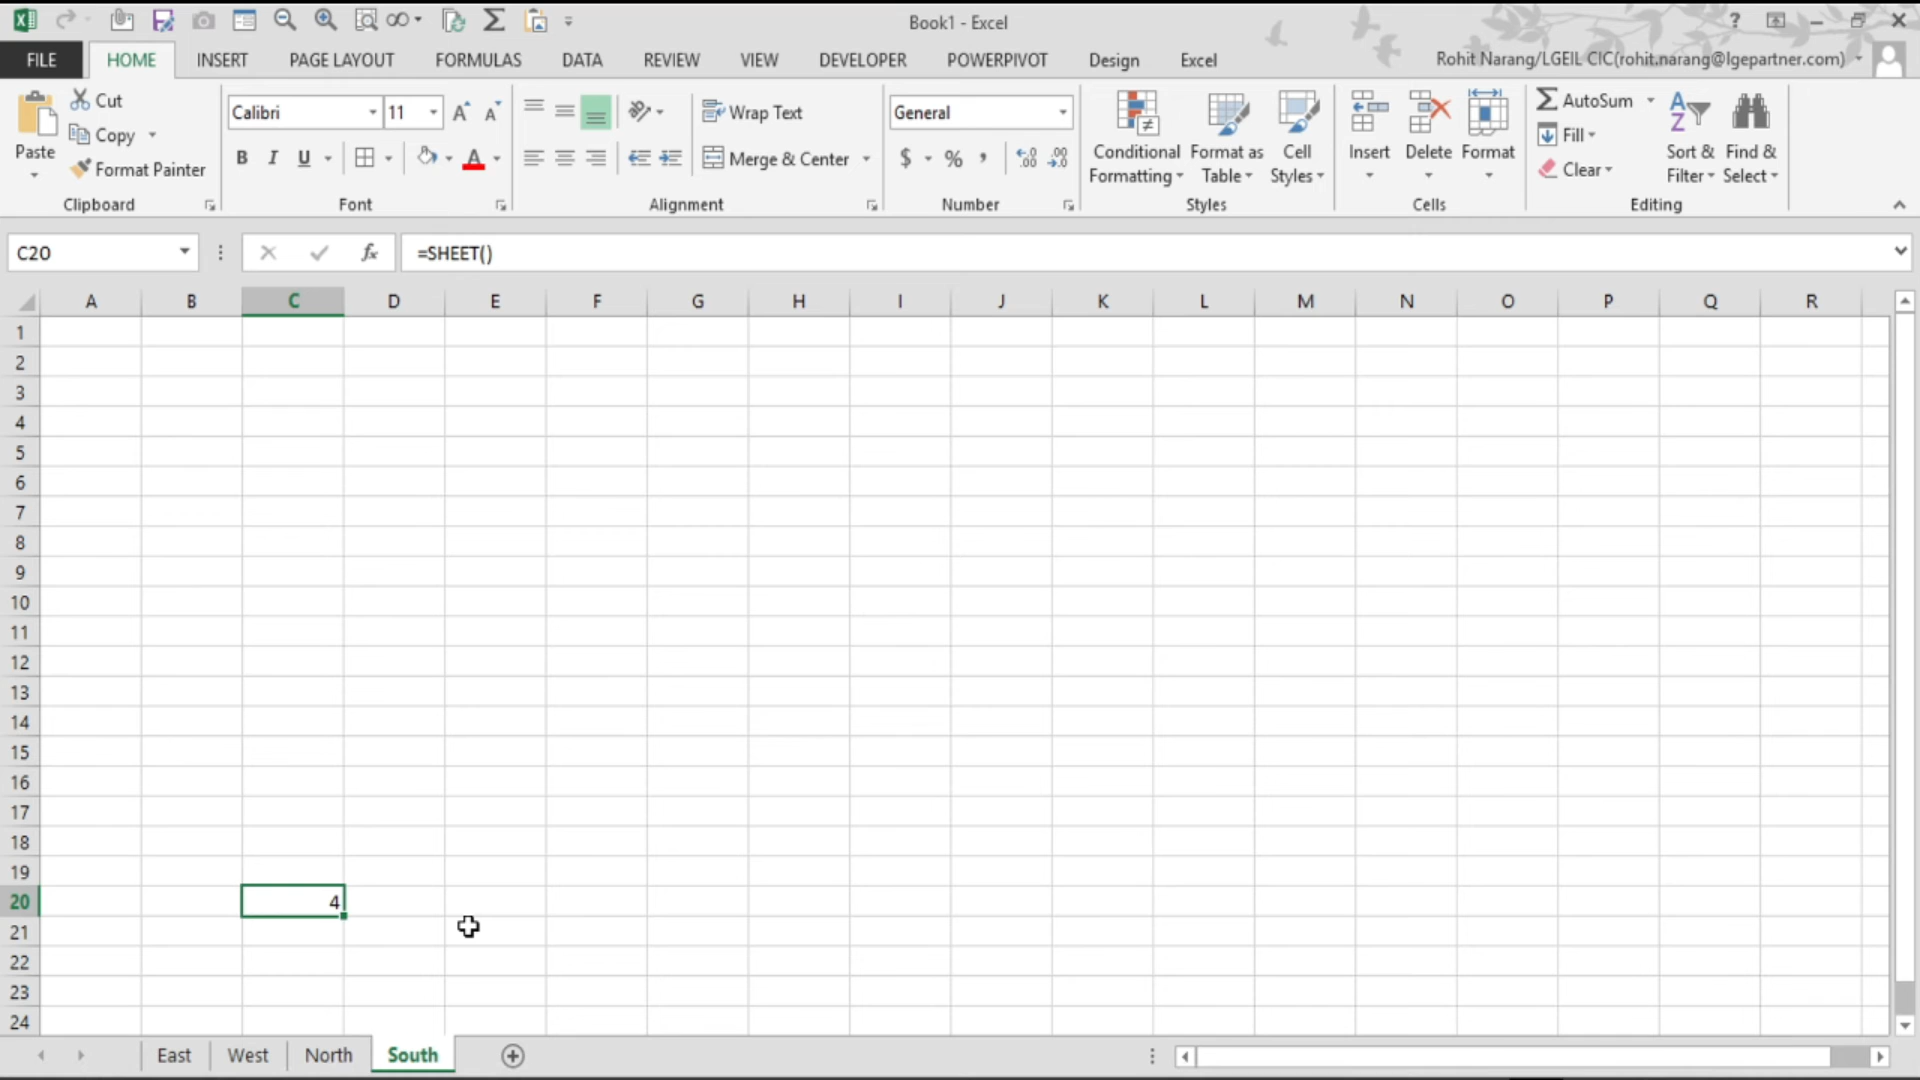 Book1 - Excel
?
FILE HOME INSERT PAGE LAYOUT FORMULAS DATA REVIEW VIEW DEVELOPER POWERPIVOT Design Excel Rohit Narang/LGEIL CIC(rohit.narang@lgepartner.com)
Paste
Cut
Copy
Format Painter
Clipboard
Calibri 11
B I U
Font
Wrap Text
Merge & Center
Alignment
General
$ % ,
Number
Conditional Formatting
Format as Table
Cell Styles
Styles
Insert
Delete
Format
Cells
AutoSum
Fill
Clear
Sort & Filter
Find & Select
Editing
C20 fx =SHEET()
A B C D E F G H I J K L M N O P Q R
1
2
3
4
5
6
7
8
9
10
11
12
13
14
15
16
17
18
19
20 4
21
22
23
24
East West North South